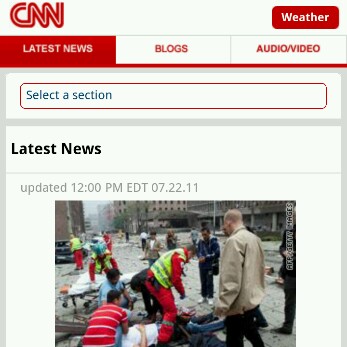 CNN
Weather
LATEST NEWS
BLOGS
AUDIO/VIDEO
Select a section
Latest News
updated 12:00 PM EDT 07.22.11
AFP/GETTY IMAGES